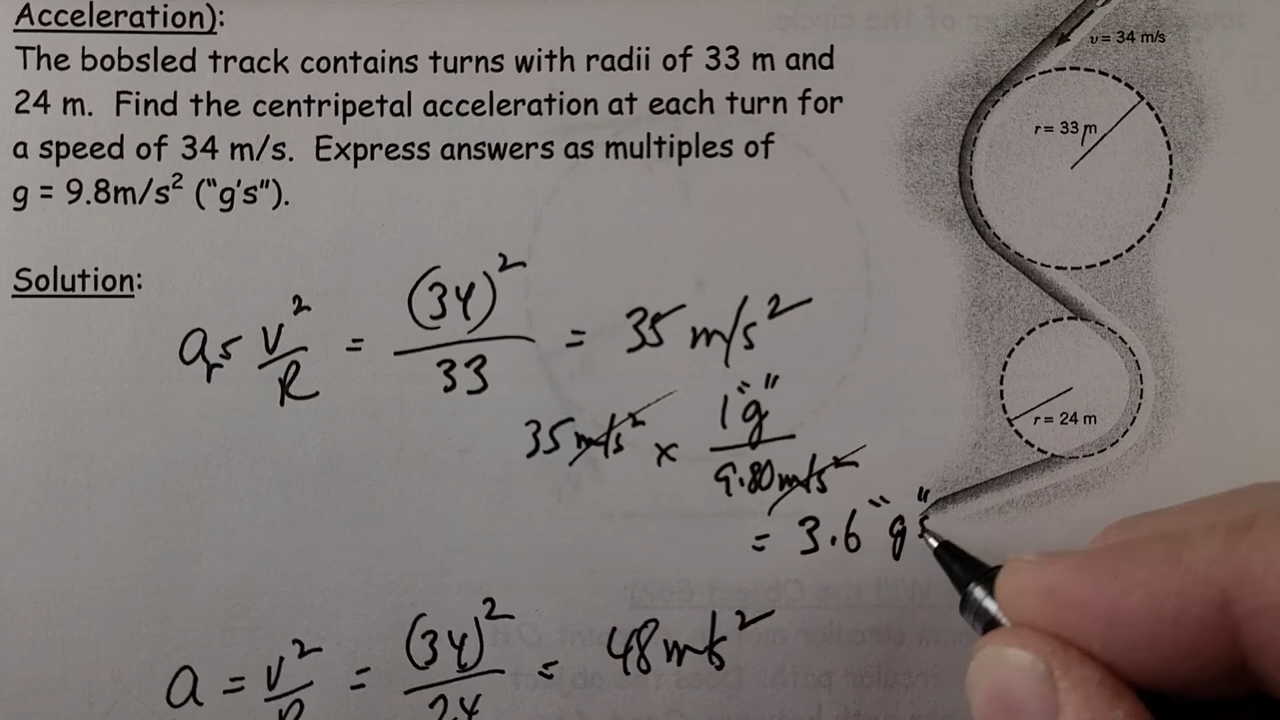 Acceleration):
The bobsled track contains turns with radii of 33 m and
24 m. Find the centripetal acceleration at each turn for
a speed of 34 m/s. Express answers as multiples of
g = 9.8m/s² ("g's").
v = 34 m/s
r = 33 m
r = 24 m
Solution:
a_r = v²/R = (34)²/33 = 35 m/s²
35 m/s² x 1 "g"/9.80 m/s²
= 3.6 "g's"
a = v²/R = (34)²/24 = 48 m/s²